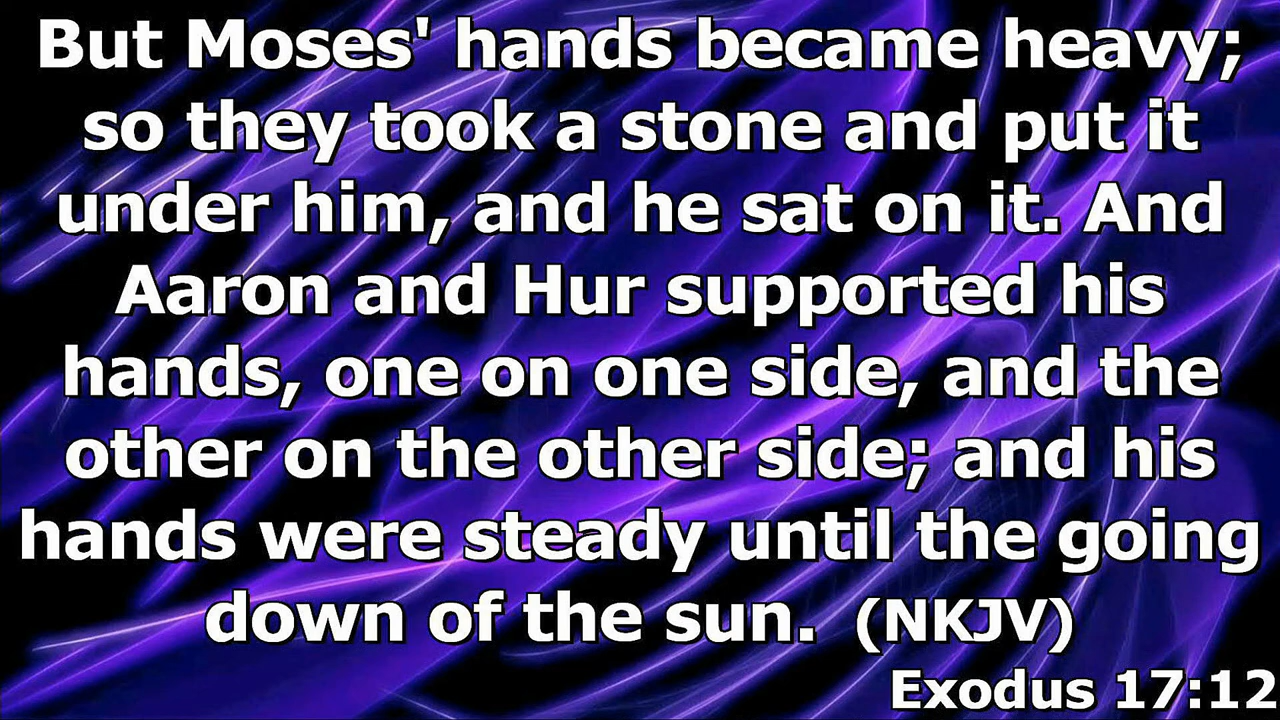 But Moses' hands became heavy;
so they took a stone and put it
under him, and he sat on it. And
Aaron and Hur supported his
hands, one on one side, and the
other on the other side; and his
hands were steady until the going
down of the sun. (NKJV)
Exodus 17:12